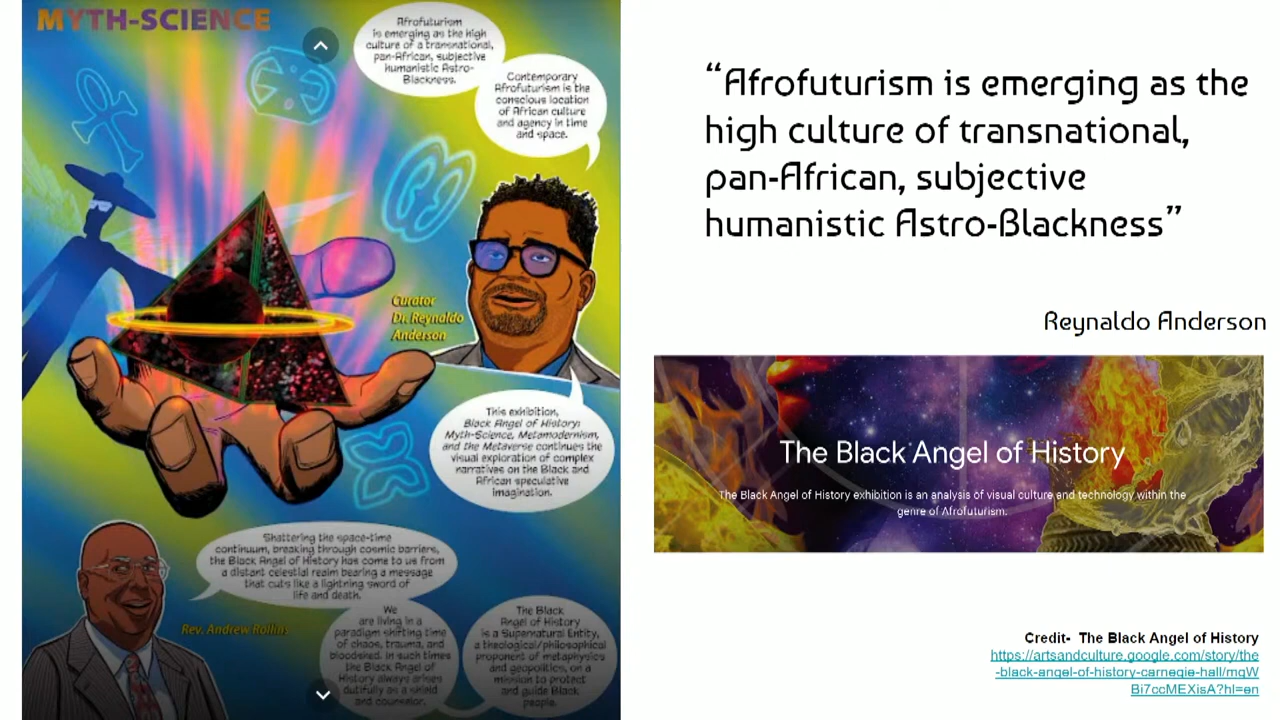 MYTH-SCIENCE
Afrofuturism
is emerging as the high
culture of a transnational,
pan-African, subjective
humanistic Astro-
Blackness.
Contemporary
Afrofuturism is the
conscious location
of African culture
and agency in time
and space.
Curator
Dr. Reynaldo
Anderson
This exhibition,
Black Angel of History:
Myth-Science, Metamodernism,
and the Metaverse continues the
visual exploration of complex
narratives on the Black and
African speculative
imagination.
Shattering the space-time
continuum, breaking through cosmic barriers,
the Black Angel of History has come to us from
a distant celestial realm bearing a message
that cuts like a lightning sword of
life and death.
Rev. Andrew Rollins
We
are living in a
paradigm shifting time
of chaos, trauma, and
bloodshed. In such times
the Black Angel of
History always arises
dutifully as a shield
and counselor.
The Black
Angel of History
is a Supernatural Entity,
a theological/philosophical
proponent of metaphysics
and geopolitics, on a
mission to protect
and guide Black
people.
“Afrofuturism is emerging as the
high culture of transnational,
pan-African, subjective
humanistic Astro-Blackness”
Reynaldo Anderson
The Black Angel of History
The Black Angel of History exhibition is an analysis of visual culture and technology within the
genre of Afrofuturism.
Credit- The Black Angel of History
https://artsandculture.google.com/story/the
-black-angel-of-history-carnegie-hall/mqW
Bi7ccMEXisA?hl=en